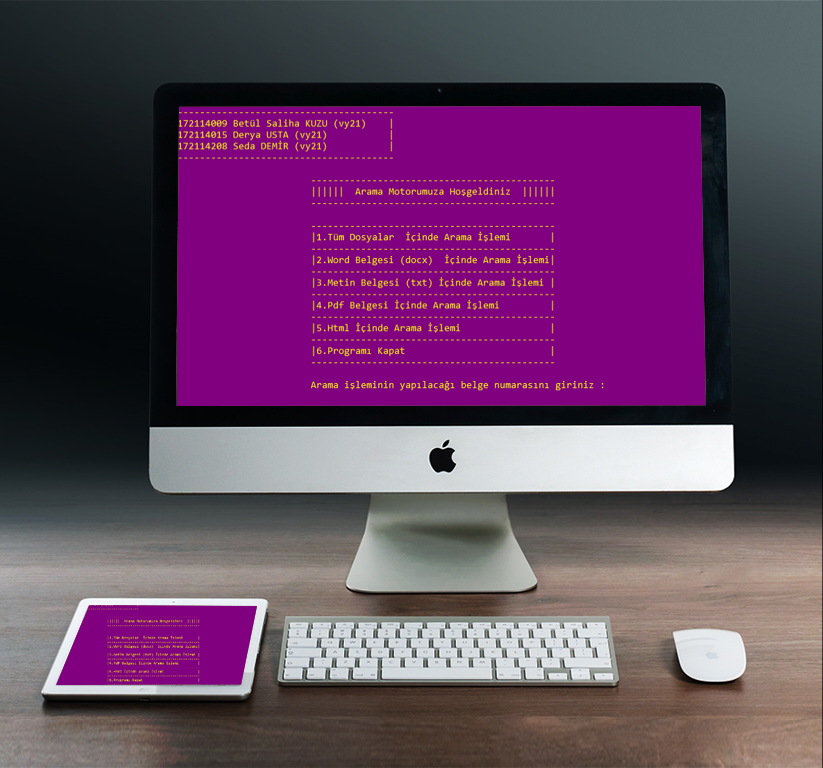 ----------------------------------------
172114009 Betül Saliha KUZU (vy21)    |
172114015 Derya USTA (vy21)           |
172114208 Seda DEMİR (vy21)           |
----------------------------------------
---------------------------------------------
||||||  Arama Motorumuza Hoşgeldiniz  ||||||
---------------------------------------------
---------------------------------------------
|1.Tüm Dosyalar  İçinde Arama İşlemi       |
---------------------------------------------
|2.Word Belgesi (docx)  İçinde Arama İşlemi|
---------------------------------------------
|3.Metin Belgesi (txt) İçinde Arama İşlemi |
---------------------------------------------
|4.Pdf Belgesi İçinde Arama İşlemi         |
---------------------------------------------
|5.Html İçinde Arama İşlemi                |
---------------------------------------------
|6.Programı Kapat                          |
---------------------------------------------
Arama işleminin yapılacağı belge numarasını giriniz :
|||||  Arama Motorumuza Hoşgeldiniz  ||||||
|1.Tüm Dosyalar  İçinde Arama İşlemi       |
|2.Word Belgesi (docx)  İçinde Arama İşlemi|
|3.Metin Belgesi (txt) İçinde Arama İşlemi |
|4.Pdf Belgesi İçinde Arama İşlemi         |
|5.Html İçinde Arama İşlemi                |
|6.Programı Kapat                          |